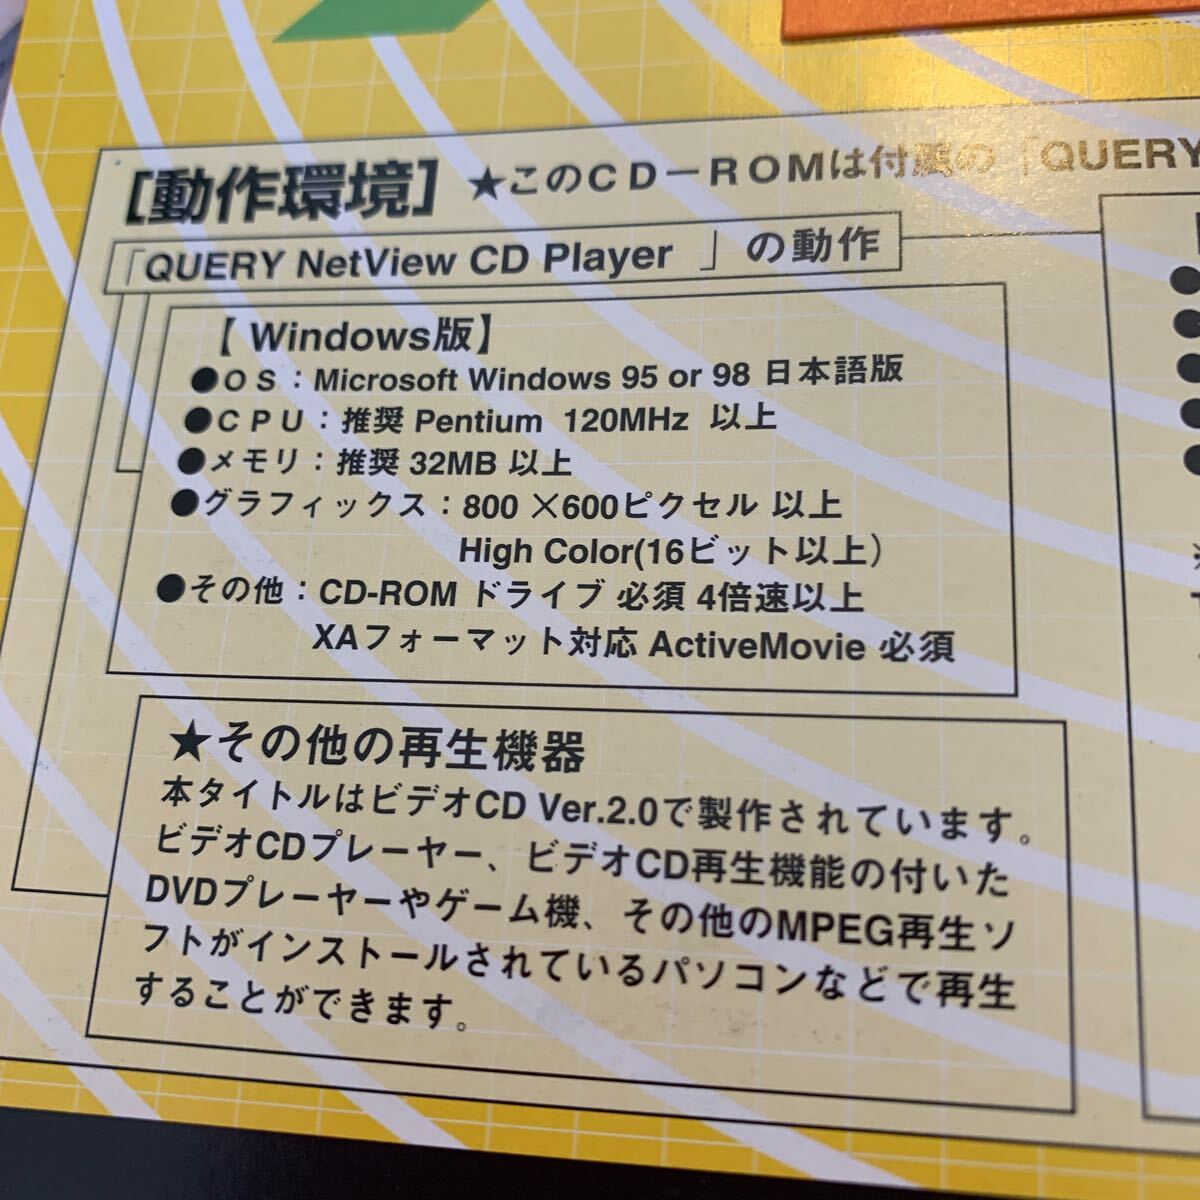 [動作環境] ★このCD－ROMは付属の「QUERY
「QUERY NetView CD Player 」の動作
【 Windows版】
●OS：Microsoft Windows 95 or 98 日本語版
●CPU：推奨 Pentium 120MHz 以上
●メモリ：推奨 32MB 以上
●グラフィックス：800 ×600ピクセル 以上
High Color(16ビット以上)
●その他：CD-ROM ドライブ 必須 4倍速以上
XAフォーマット対応 ActiveMovie 必須
★その他の再生機器
本タイトルはビデオCD Ver.2.0で製作されています。
ビデオCDプレーヤー、ビデオCD再生機能の付いた
DVDプレーヤーやゲーム機、その他のMPEG再生ソ
フトがインストールされているパソコンなどで再生
することができます。